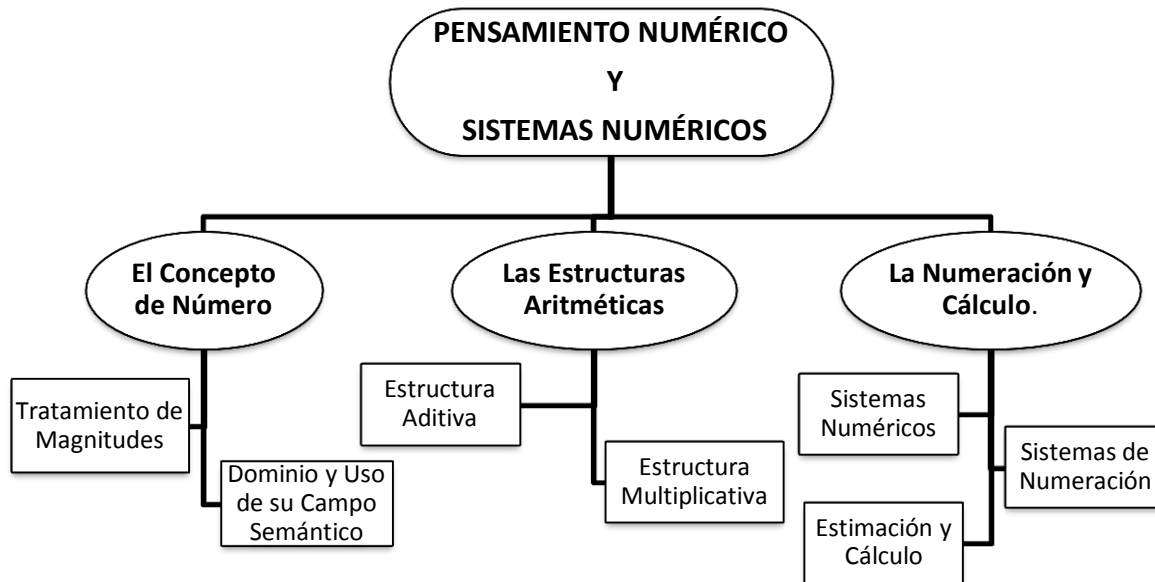 PENSAMIENTO NUMÉRICO
Y
SISTEMAS NUMÉRICOS
El Concepto
de Número
Las Estructuras
Aritméticas
La Numeración y
Cálculo.
Tratamiento de
Magnitudes
Dominio y Uso
de su Campo
Semántico
Estructura
Aditiva
Estructura
Multiplicativa
Sistemas
Numéricos
Sistemas de
Numeración
Estimación y
Cálculo